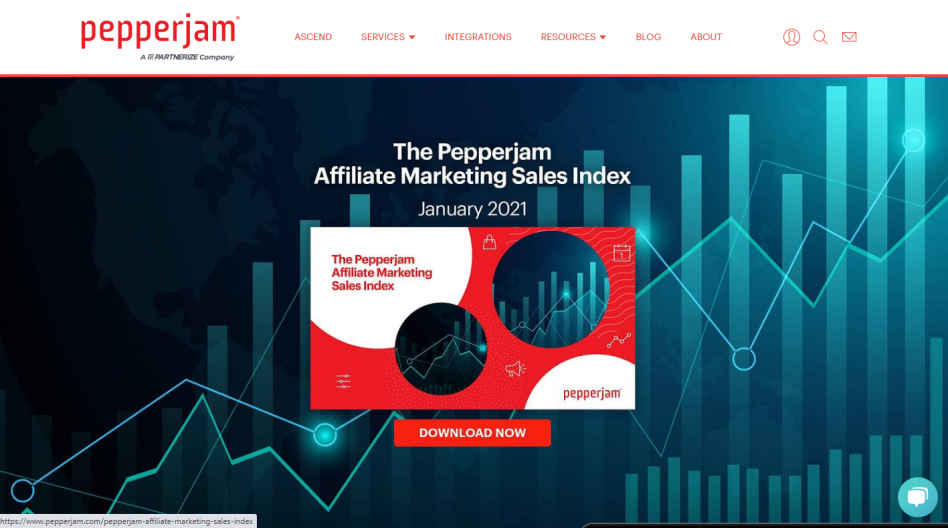 pepperjam
A PARTNERIZE Company
ASCEND
SERVICES
INTEGRATIONS
RESOURCES
BLOG
ABOUT
The Pepperjam
Affiliate Marketing Sales Index
January 2021
The Pepperjam
Affiliate Marketing
Sales Index
1
pepperjam
DOWNLOAD NOW
https://www.pepperjam.com/pepperjam-affiliate-marketing-sales-index